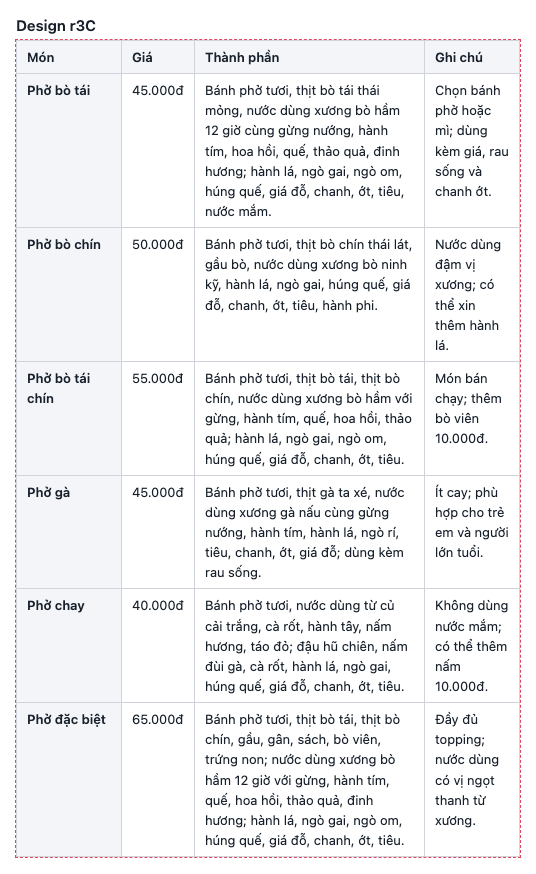 Design r3C
Món
Giá
Thành phần
Ghi chú
Phở bò tái
45.000đ
Bánh phở tươi, thịt bò tái thái
mỏng, nước dùng xương bò hầm
12 giờ cùng gừng nướng, hành
tím, hoa hồi, quế, thảo quả, đinh
hương; hành lá, ngò gai, ngò om,
húng quế, giá đỗ, chanh, ớt, tiêu,
nước mắm.
Chọn bánh
phở hoặc
mì; dùng
kèm giá, rau
sống và
chanh ớt.
Phở bò chín
50.000đ
Bánh phở tươi, thịt bò chín thái lát,
gầu bò, nước dùng xương bò ninh
kỹ, hành lá, ngò gai, húng quế, giá
đỗ, chanh, ớt, tiêu, hành phi.
Nước dùng
đậm vị
xương; có
thể xin
thêm hành
lá.
Phở bò tái
chín
55.000đ
Bánh phở tươi, thịt bò tái, thịt bò
chín, nước dùng xương bò hầm với
gừng, hành tím, quế, hoa hồi, thảo
quả; hành lá, ngò gai, ngò om,
húng quế, giá đỗ, chanh, ớt, tiêu.
Món bán
chạy; thêm
bò viên
10.000đ.
Phở gà
45.000đ
Bánh phở tươi, thịt gà ta xé, nước
dùng xương gà nấu cùng gừng
nướng, hành tím, hành lá, ngò rí,
tiêu, chanh, ớt, giá đỗ; dùng kèm
rau sống.
Ít cay; phù
hợp cho trẻ
em và người
lớn tuổi.
Phở chay
40.000đ
Bánh phở tươi, nước dùng từ củ
cải trắng, cà rốt, hành tây, nấm
hương, táo đỏ; đậu hũ chiên, nấm
đùi gà, cà rốt, hành lá, ngò gai,
húng quế, giá đỗ, chanh, ớt, tiêu.
Không dùng
nước mắm;
có thể thêm
nấm
10.000đ.
Phở đặc biệt
65.000đ
Bánh phở tươi, thịt bò tái, thịt bò
chín, gầu, gân, sách, bò viên,
trứng non; nước dùng xương bò
hầm 12 giờ với gừng, hành tím,
quế, hoa hồi, thảo quả, đinh
hương; hành lá, ngò gai, ngò om,
húng quế, giá đỗ, chanh, ớt, tiêu.
Đầy đủ
topping;
nước dùng
có vị ngọt
thanh từ
xương.